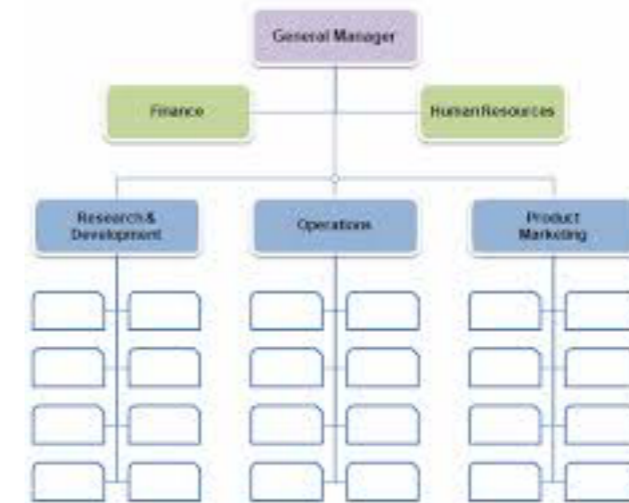 General Manager
Finance
Human Resources
Research &
Development
Operations
Product
Marketing